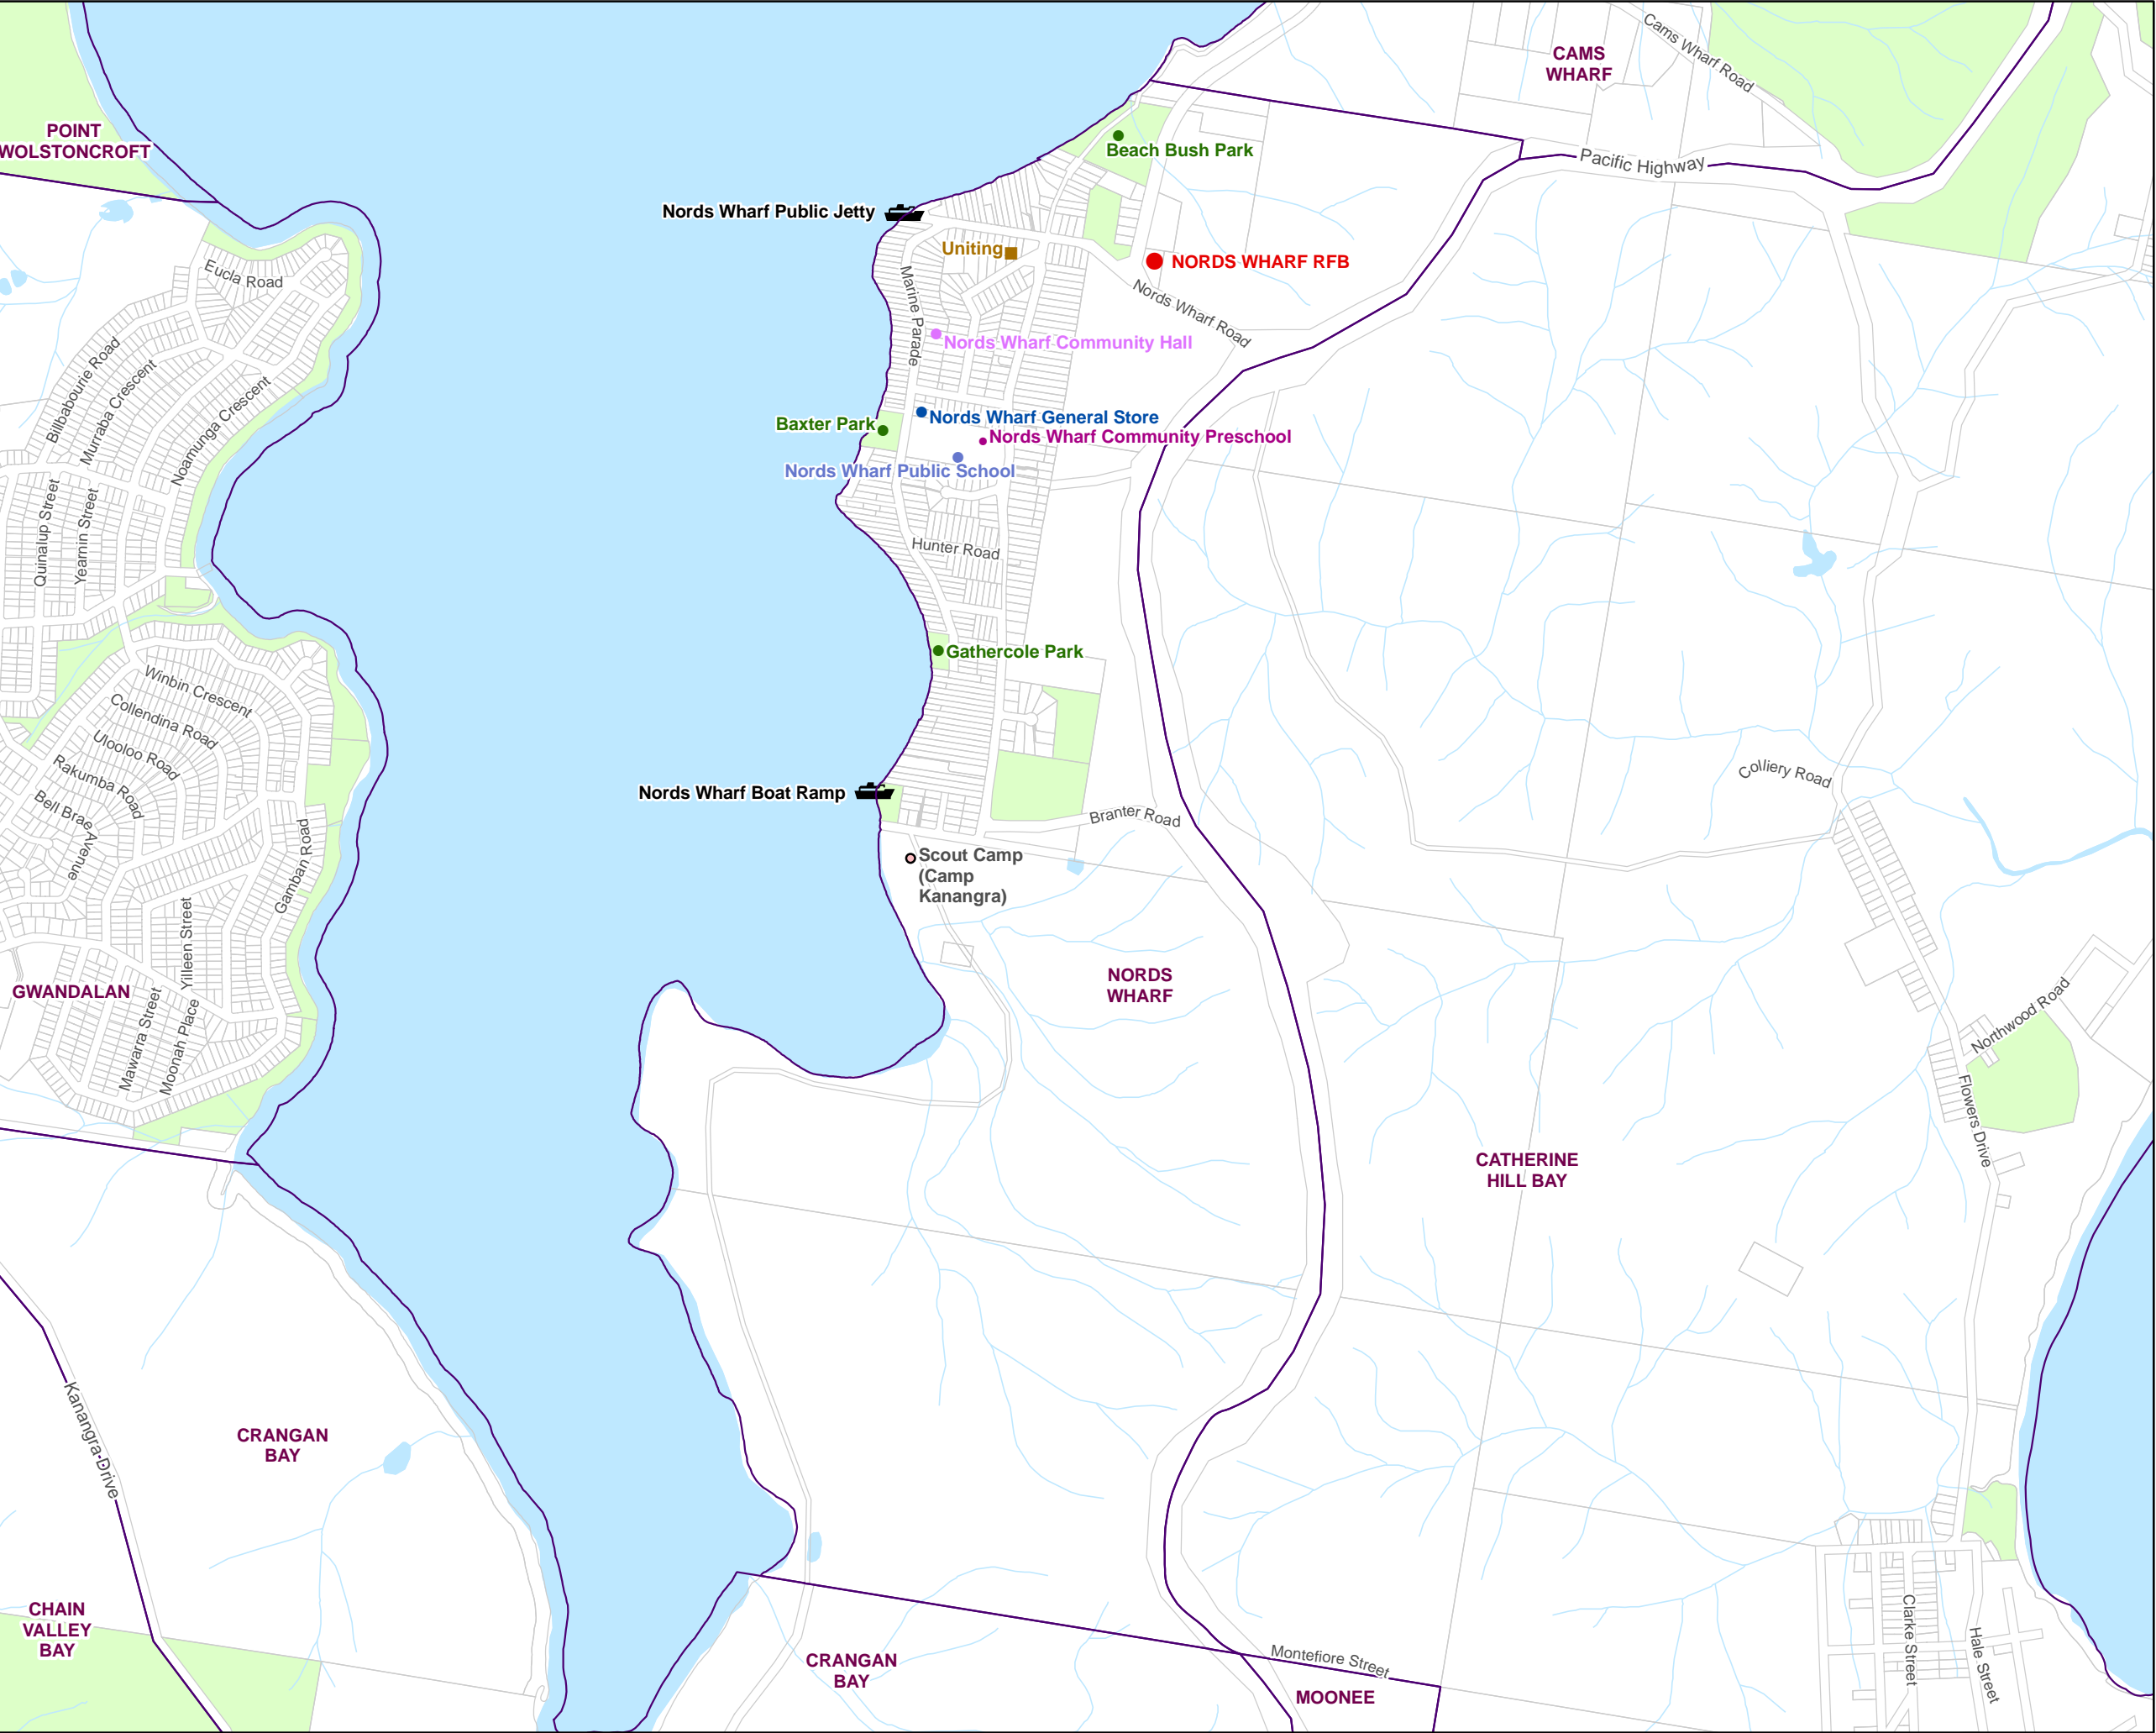 CAMS
WHARF
Cams Wharf Road
POINT
WOLSTONCROFT
Beach Bush Park
Pacific Highway
Nords Wharf Public Jetty
Uniting
NORDS WHARF RFB
Eucla Road
Marine Parade
Nords Wharf Road
Nords Wharf Community Hall
Billbabourie Road
Murraba Crescent
Noamunga Crescent
Baxter Park
Nords Wharf General Store
Nords Wharf Community Preschool
Nords Wharf Public School
Quinalup Street
Yearnin Street
Hunter Road
Gathercole Park
Winbin Crescent
Collendina Road
Ulooloo Road
Rakumba Road
Bell Brae
Avenue
Colliery Road
Nords Wharf Boat Ramp
Branter Road
Gamban Road
Scout Camp
(Camp
Kanangra)
Yilleen Street
GWANDALAN
NORDS
WHARF
Mawarra Street
Moonah Place
Northwood Road
Flowers Drive
CATHERINE
HILL BAY
Kanangra Drive
CRANGAN
BAY
CHAIN
VALLEY
BAY
CRANGAN
BAY
Montefiore Street
MOONEE
Clarke Street
Hale Street